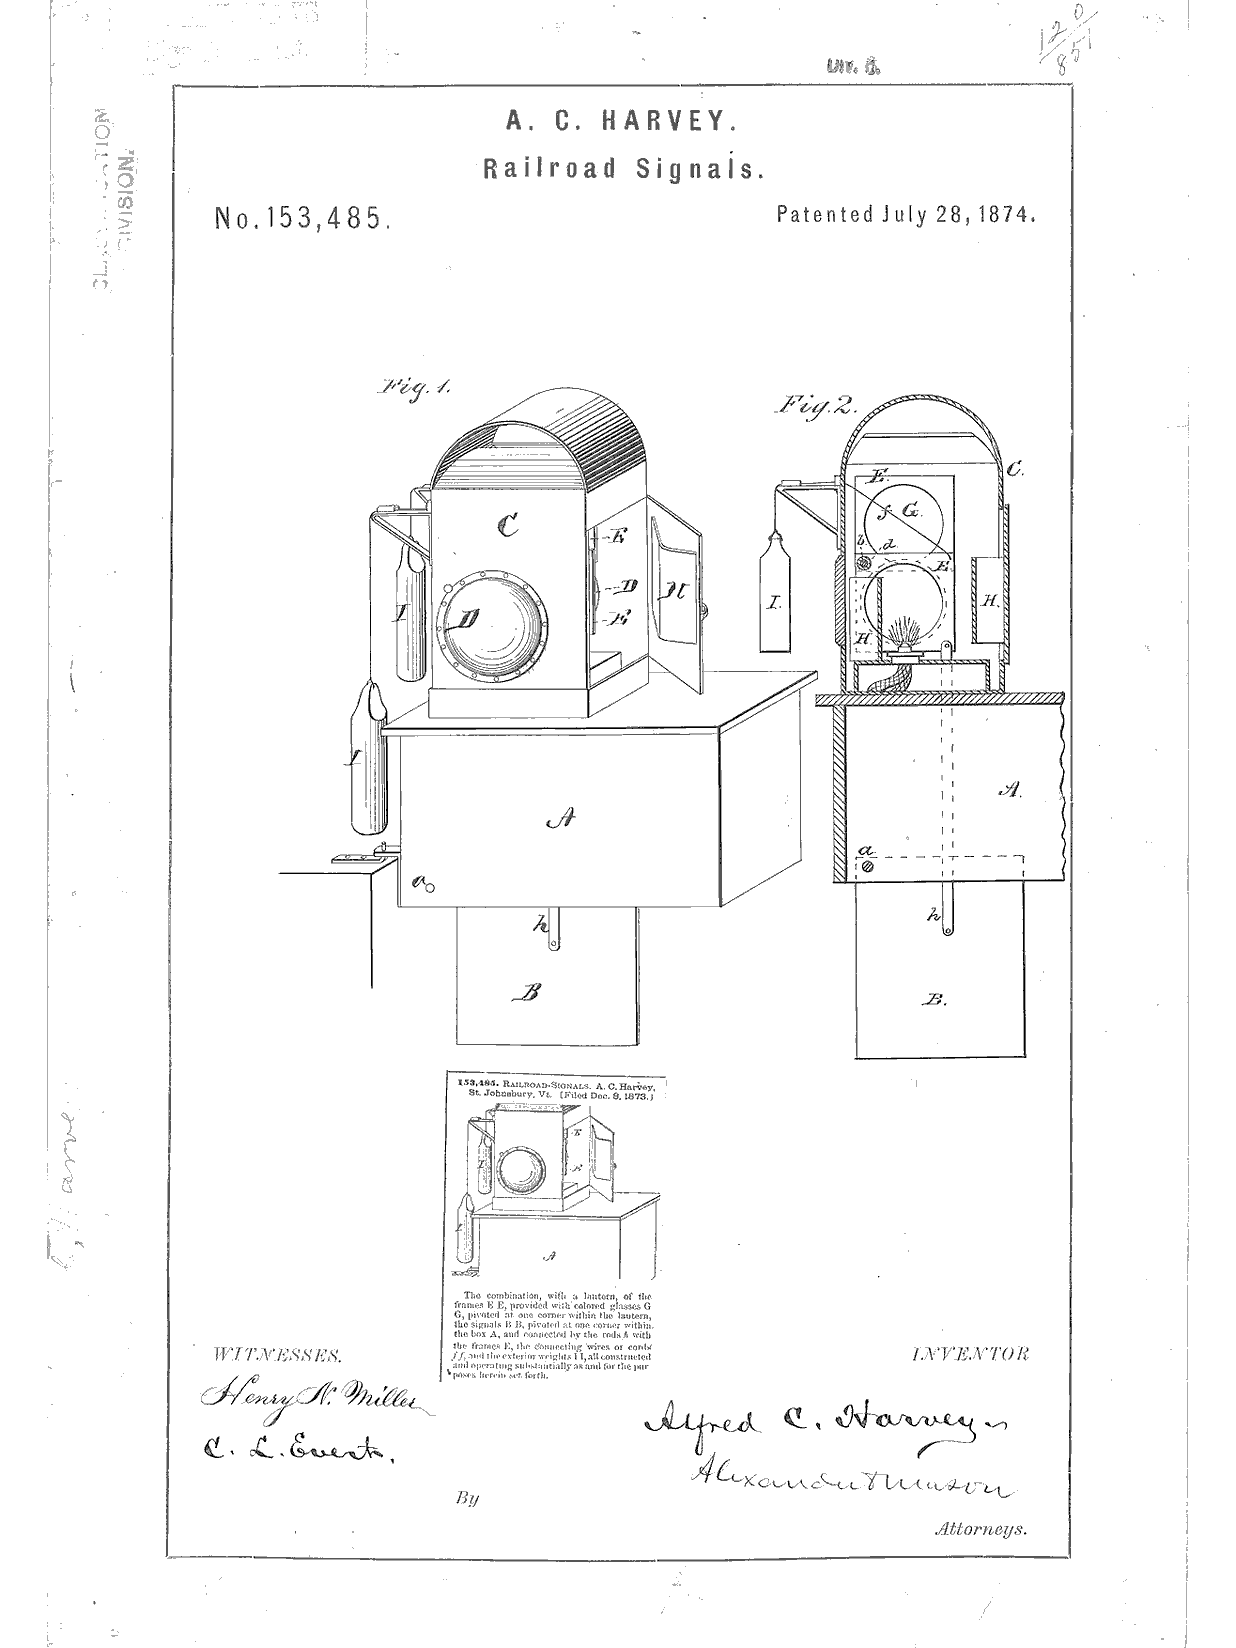 Div. 8.
A. C. HARVEY.
Railroad Signals.
No. 153,485.
Patented July 28, 1874.
Fig. 1.
Fig. 2.
C
C.
E.
f
G.
E
b
d
E.
D
H
I
D
E
I.
H.
H
I
A.
A
a
a
h
h
B
B.
153,485. RAILROAD-SIGNALS. A. C. Harvey,
St. Johnsbury, Vt. [Filed Dec. 9, 1873.]
E
I
E
I
A
The combination, with a lantern, of the
frames E E, provided with colored glasses G
G, pivoted at one corner within the lantern,
the signals B B, pivoted at one corner within
the box A, and connected by the rods h with
the frames E, the connecting wires or cords
f f, and the exterior weights I I, all constructed
and operating substantially as and for the pur
poses herein set forth.
WITNESSES.
INVENTOR
Henry N. Miller
C. L. Evert.
Alfred C. Harvey
By
Attorneys.
DIVISION